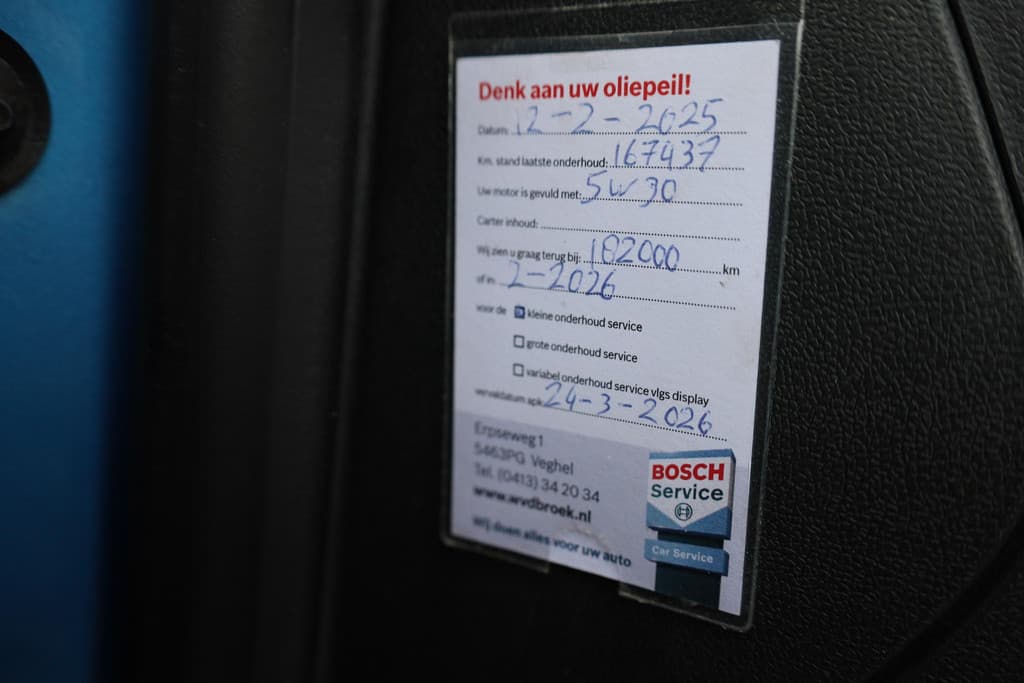 Denk aan uw oliepeil!
Datum: 12-2-2025
Km. stand laatste onderhoud: 167437
Uw motor is gevuld met: 5W30
Carter inhoud:
Wij zien u graag terug bij: 182000 km
of in 2-2026
voor de kleine onderhoud service
grote onderhoud service
variabel onderhoud service vlgs display
vervaldatum apk 24-3-2026
Erpseweg 1
5463PG Veghel
Tel. (0413) 34 20 34
www.wvdbroek.nl
Wij doen alles voor uw auto
BOSCH
Service
Car Service